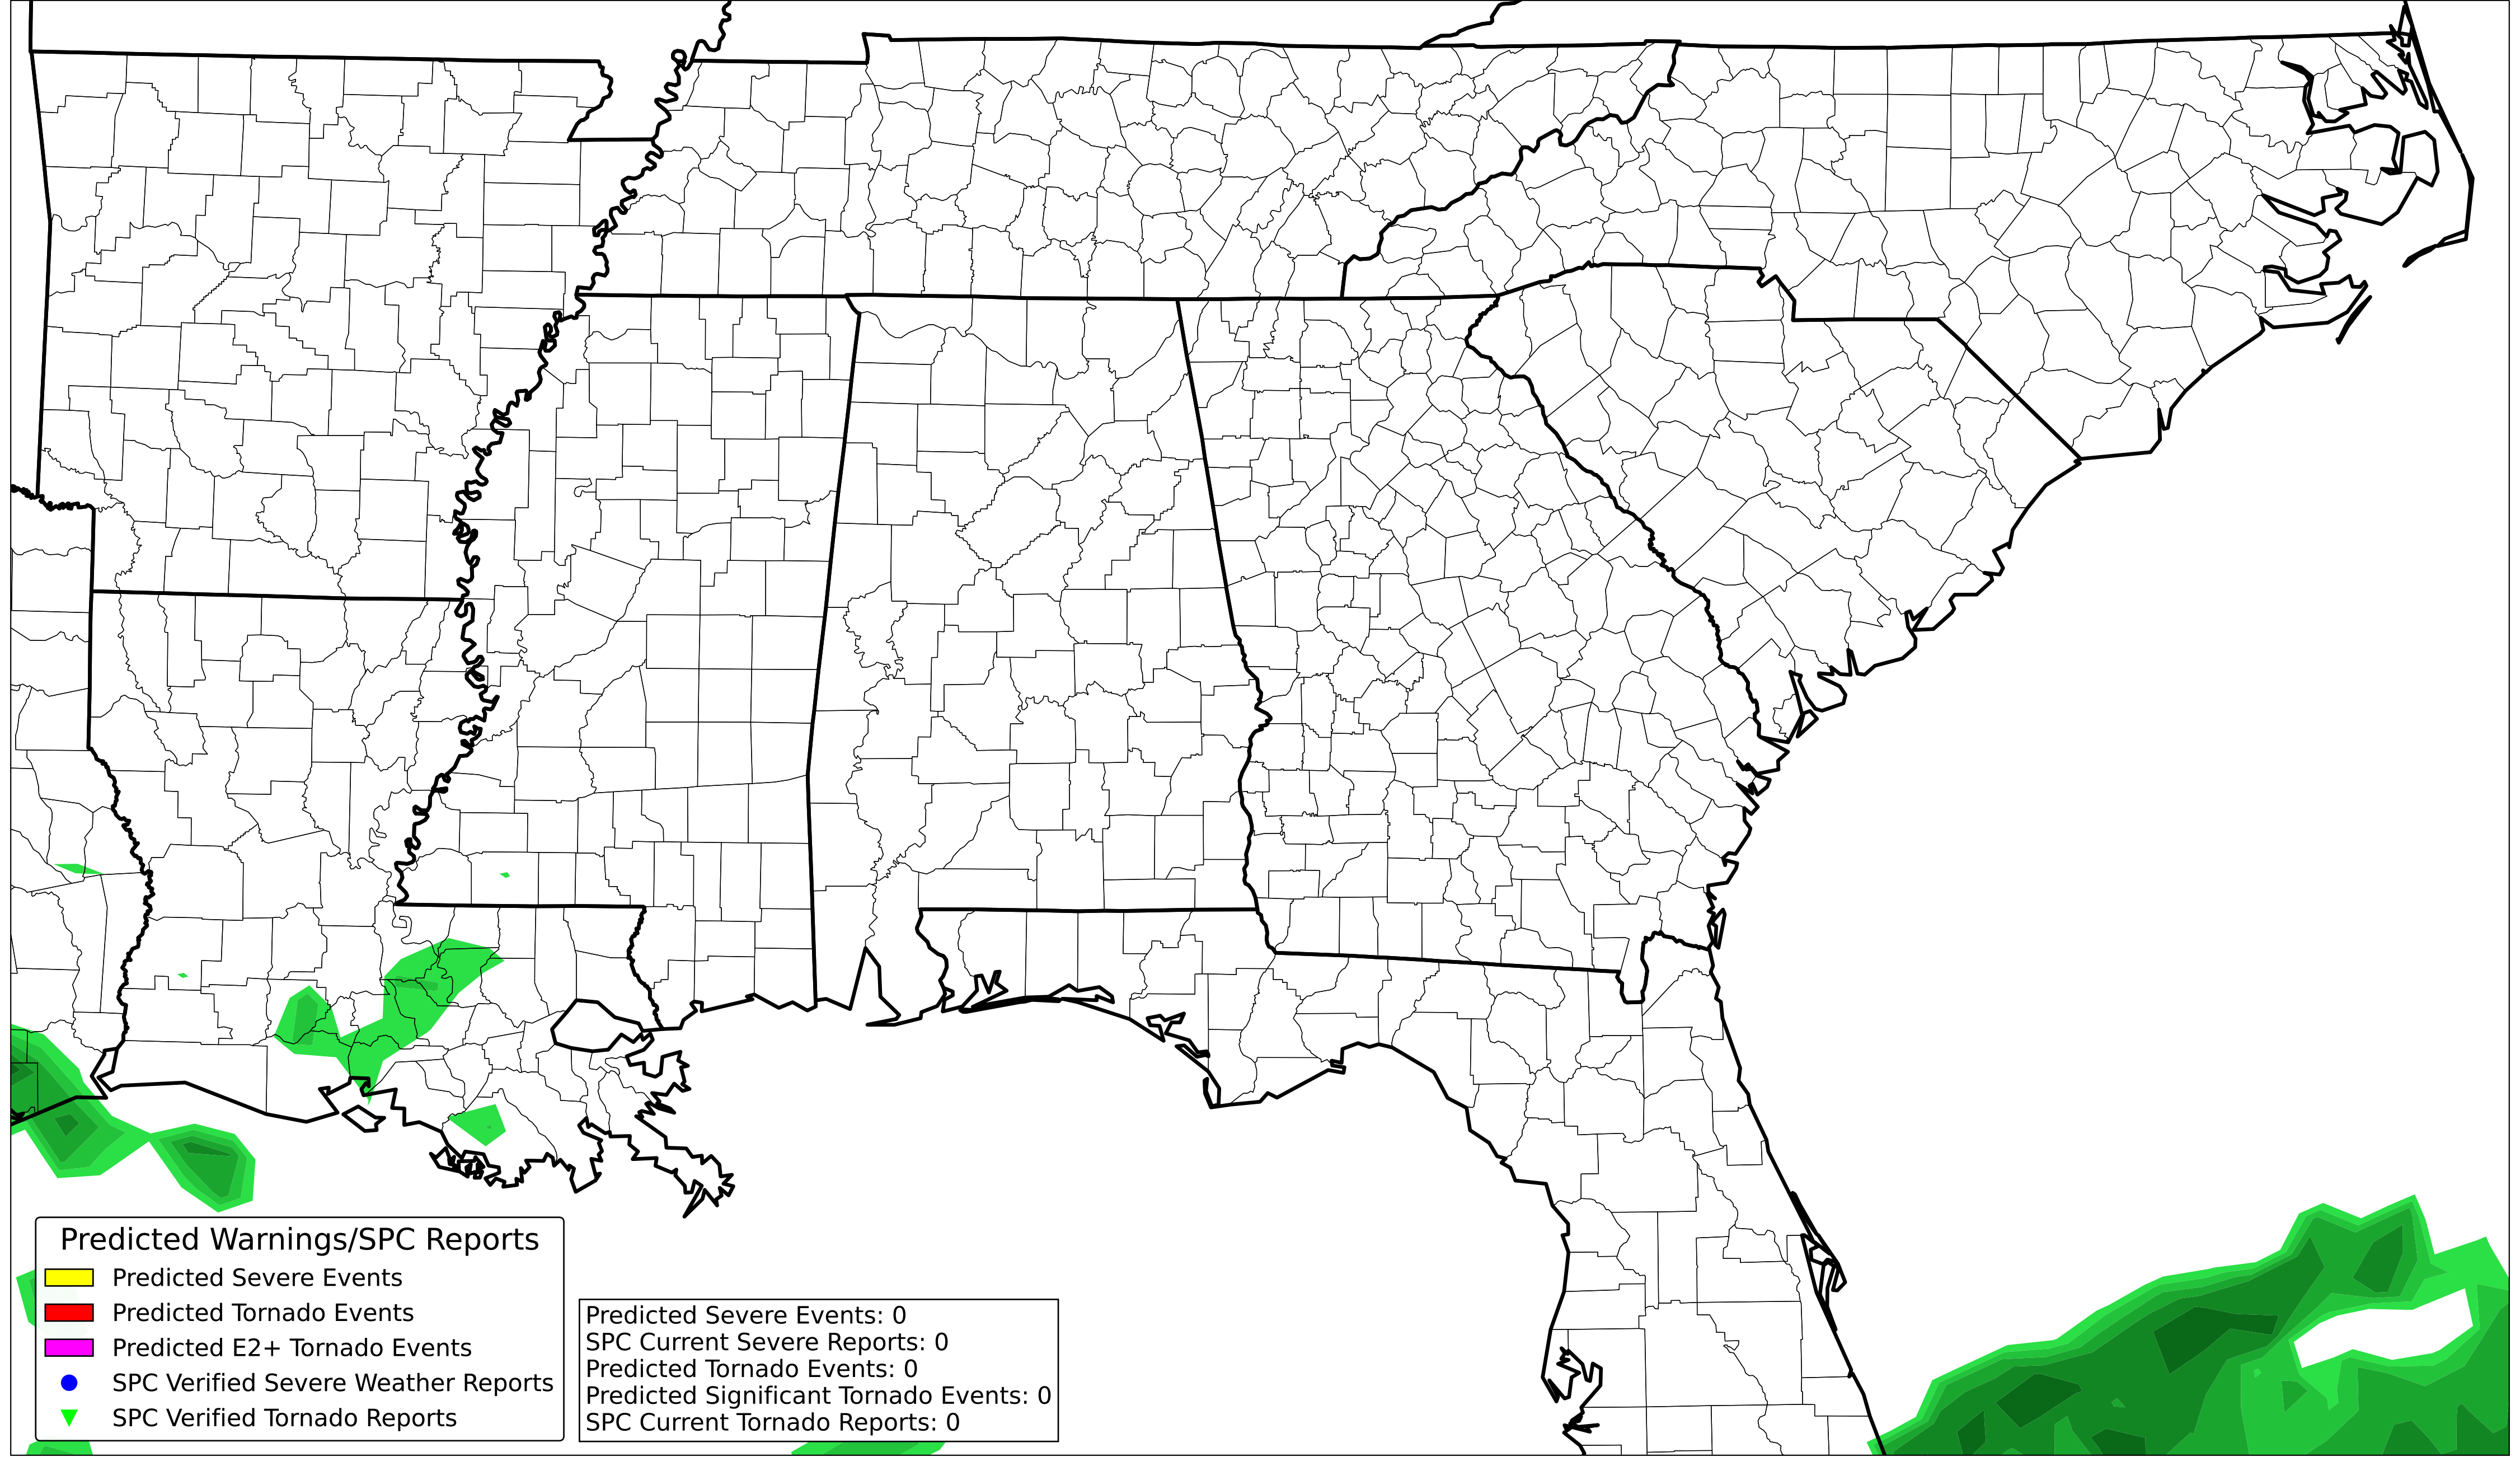 Predicted Warnings/SPC Reports
Predicted Severe Events
Predicted Tornado Events
Predicted E2+ Tornado Events
SPC Verified Severe Weather Reports
SPC Verified Tornado Reports
Predicted Severe Events: 0
SPC Current Severe Reports: 0
Predicted Tornado Events: 0
Predicted Significant Tornado Events: 0
SPC Current Tornado Reports: 0